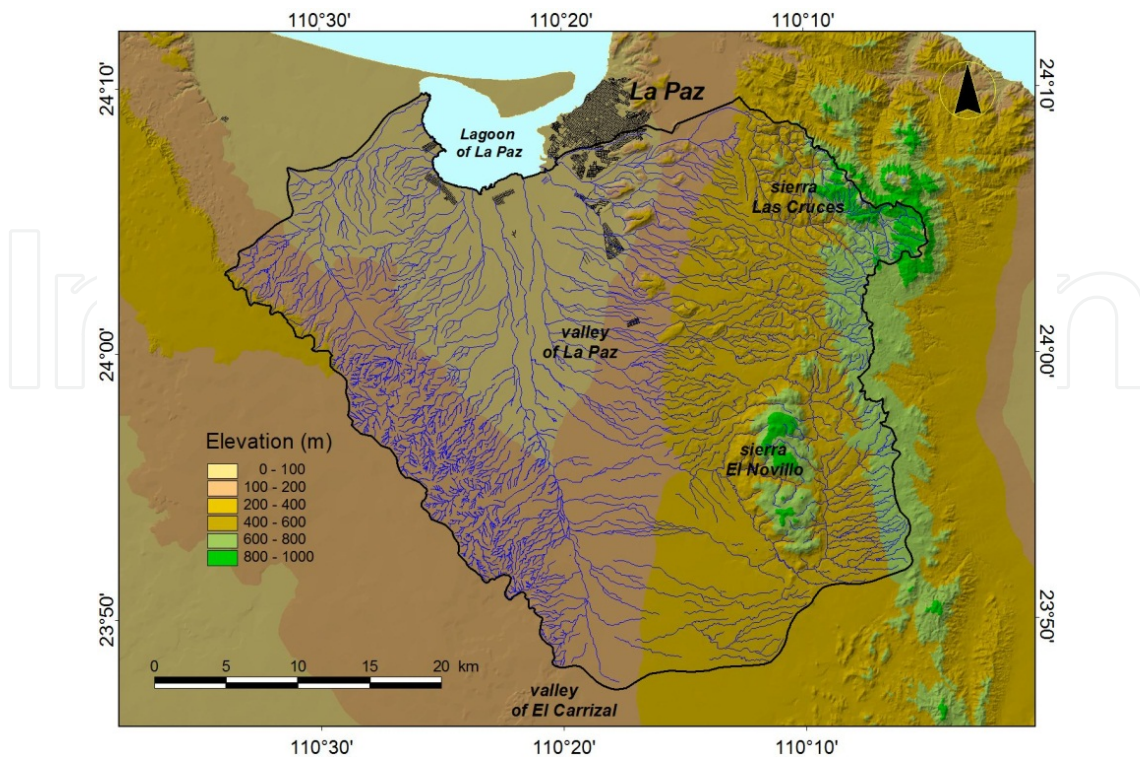 110°30'
110°20'
110°10'
24°10'
24°10'
La Paz
Lagoon
of La Paz
sierra
Las Cruces
valley
of La Paz
24°00'
24°00'
Elevation (m)
0 - 100
100 - 200
200 - 400
400 - 600
600 - 800
800 - 1000
sierra
El Novillo
23°50'
23°50'
0 5 10 15 20 km
valley
of El Carrizal
110°30'
110°20'
110°10'